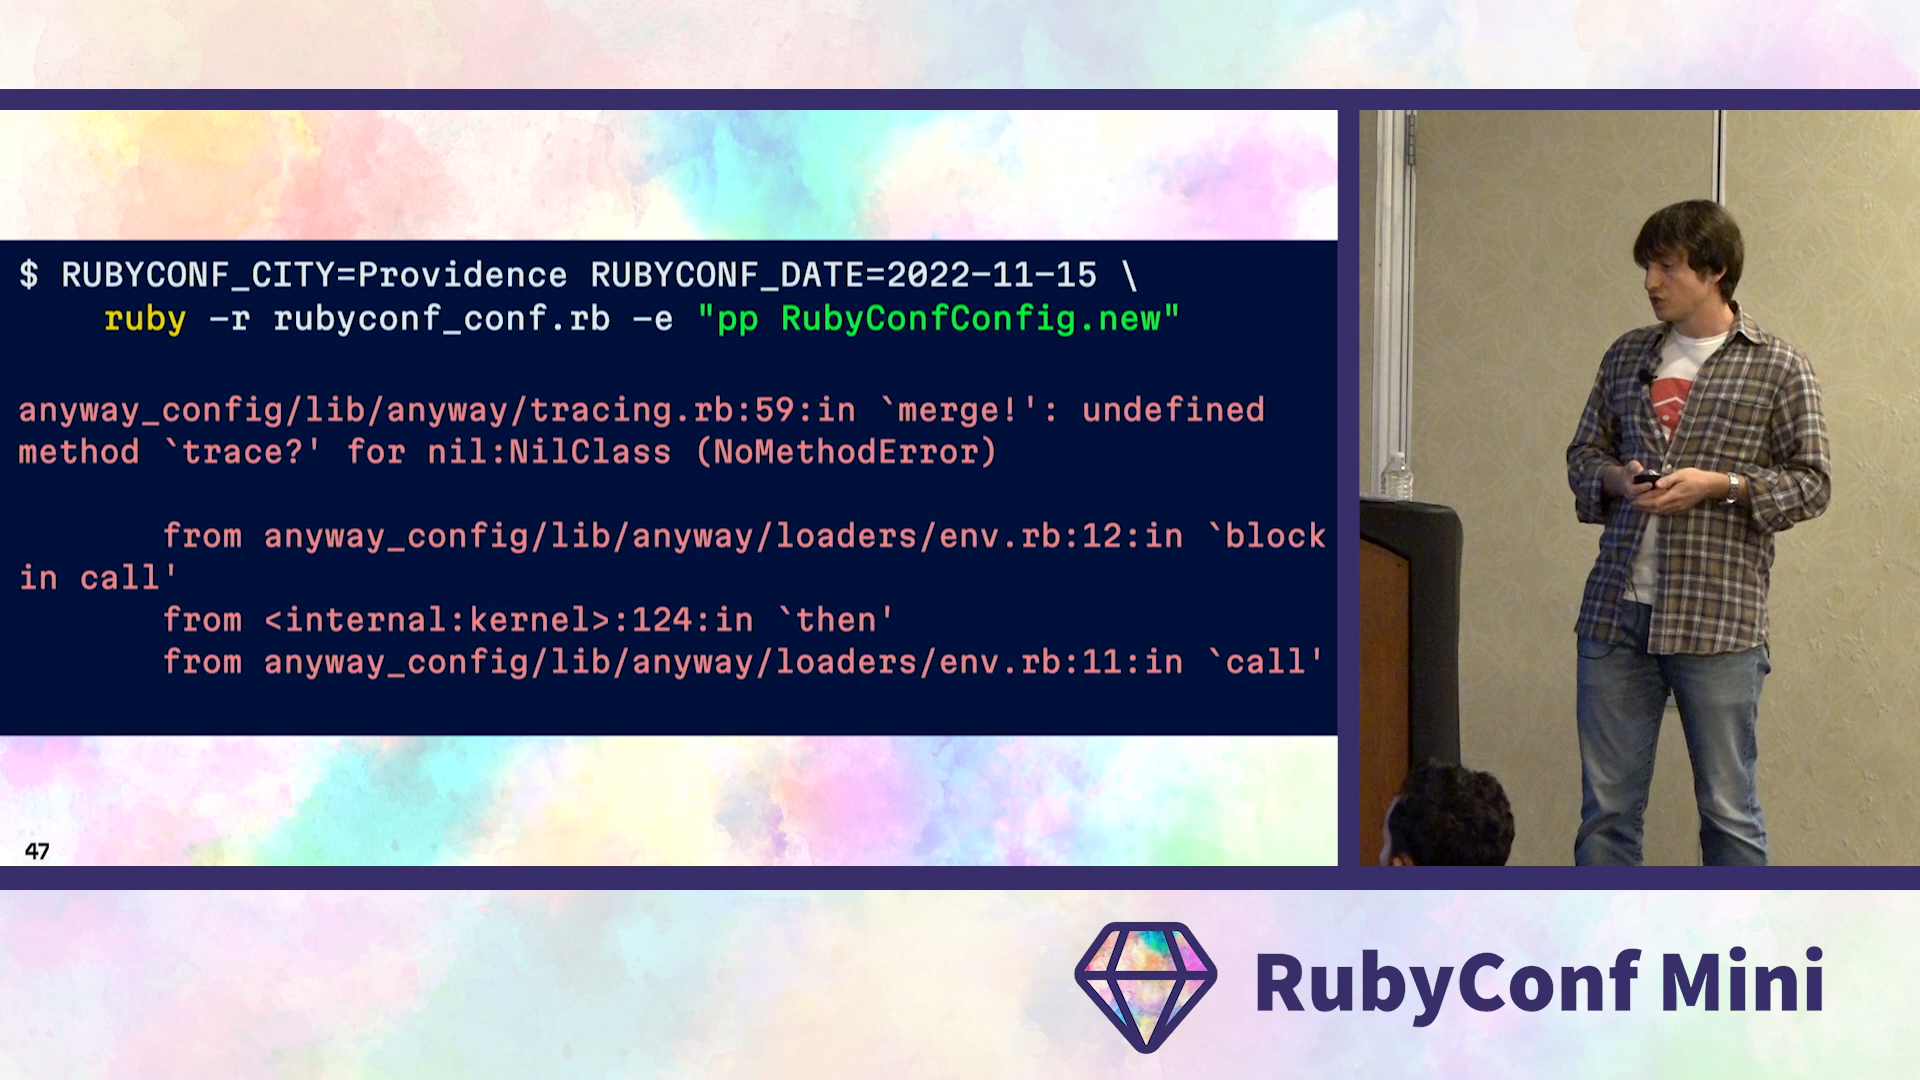 $ RUBYCONF_CITY=Providence RUBYCONF_DATE=2022-11-15 \
ruby -r rubyconf_conf.rb -e "pp RubyConfConfig.new"
anyway_config/lib/anyway/tracing.rb:59:in `merge!': undefined
method `trace?' for nil:NilClass (NoMethodError)
from anyway_config/lib/anyway/loaders/env.rb:12:in `block
in call'
from <internal:kernel>:124:in `then'
from anyway_config/lib/anyway/loaders/env.rb:11:in `call'
47
RubyConf Mini